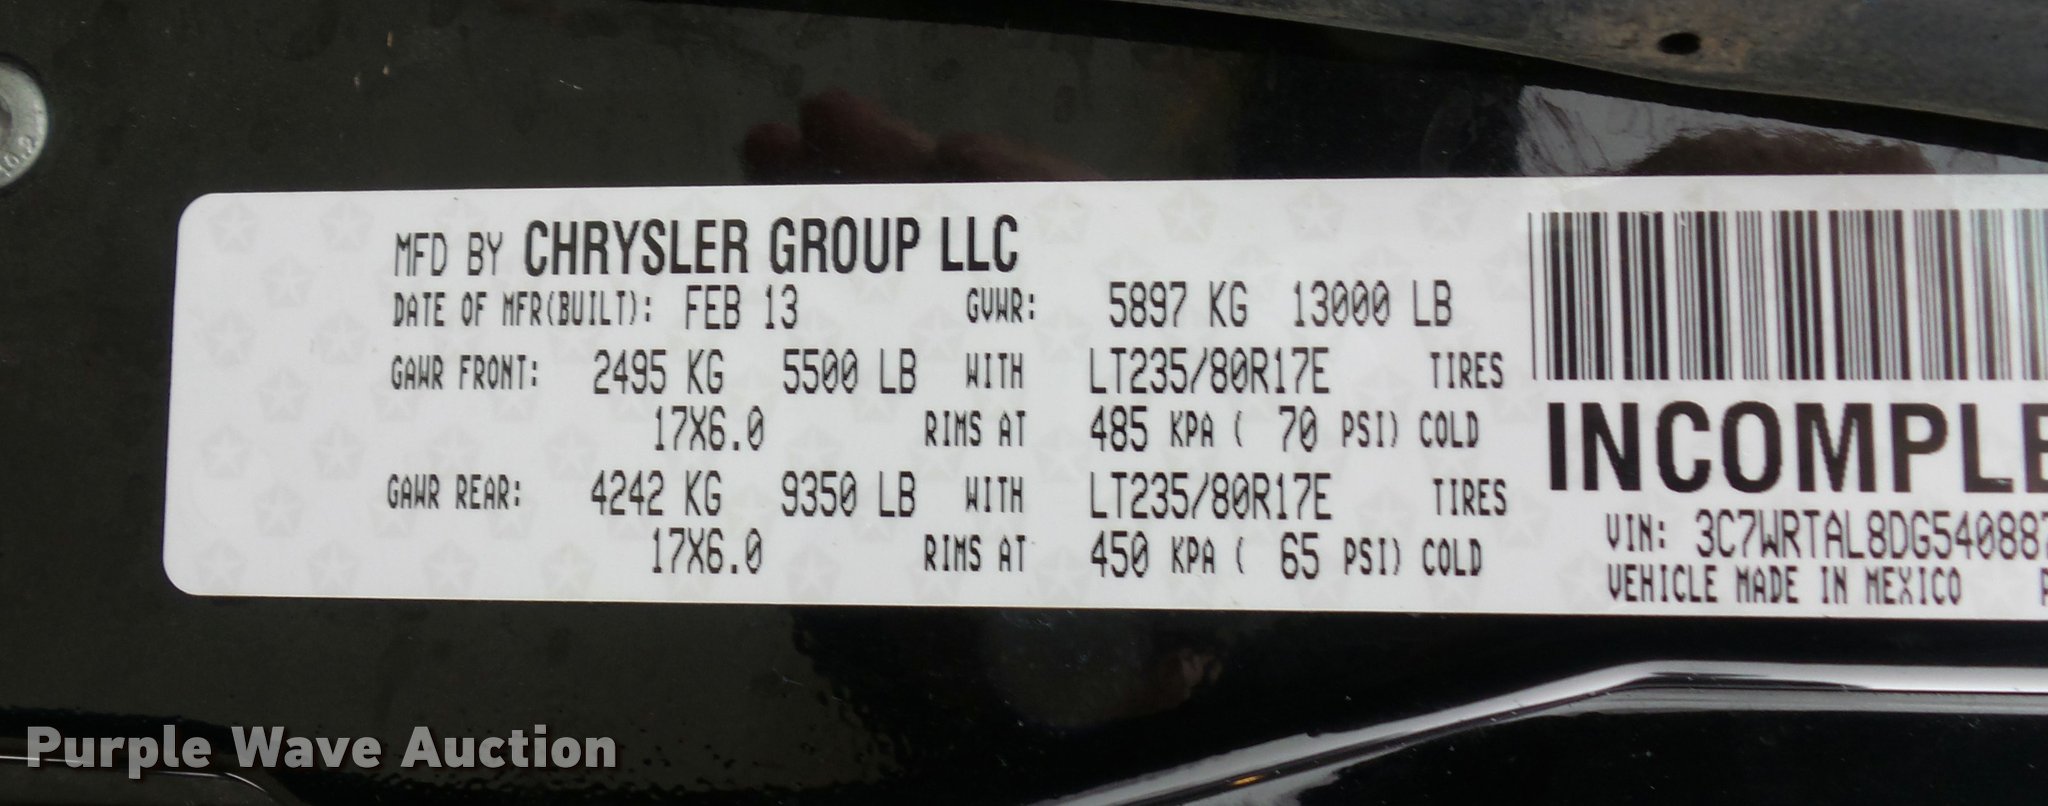 10.9
MFD BY CHRYSLER GROUP LLC
DATE OF MFR(BUILT): FEB 13 GVWR: 5897 KG 13000 LB
GAWR FRONT: 2495 KG 5500 LB WITH LT235/80R17E TIRES
17X6.0 RIMS AT 485 KPA ( 70 PSI) COLD
GAWR REAR: 4242 KG 9350 LB WITH LT235/80R17E TIRES
17X6.0 RIMS AT 450 KPA ( 65 PSI) COLD
INCOMPLE
VIN: 3C7WRTAL8DG540887
VEHICLE MADE IN MEXICO
Purple Wave Auction